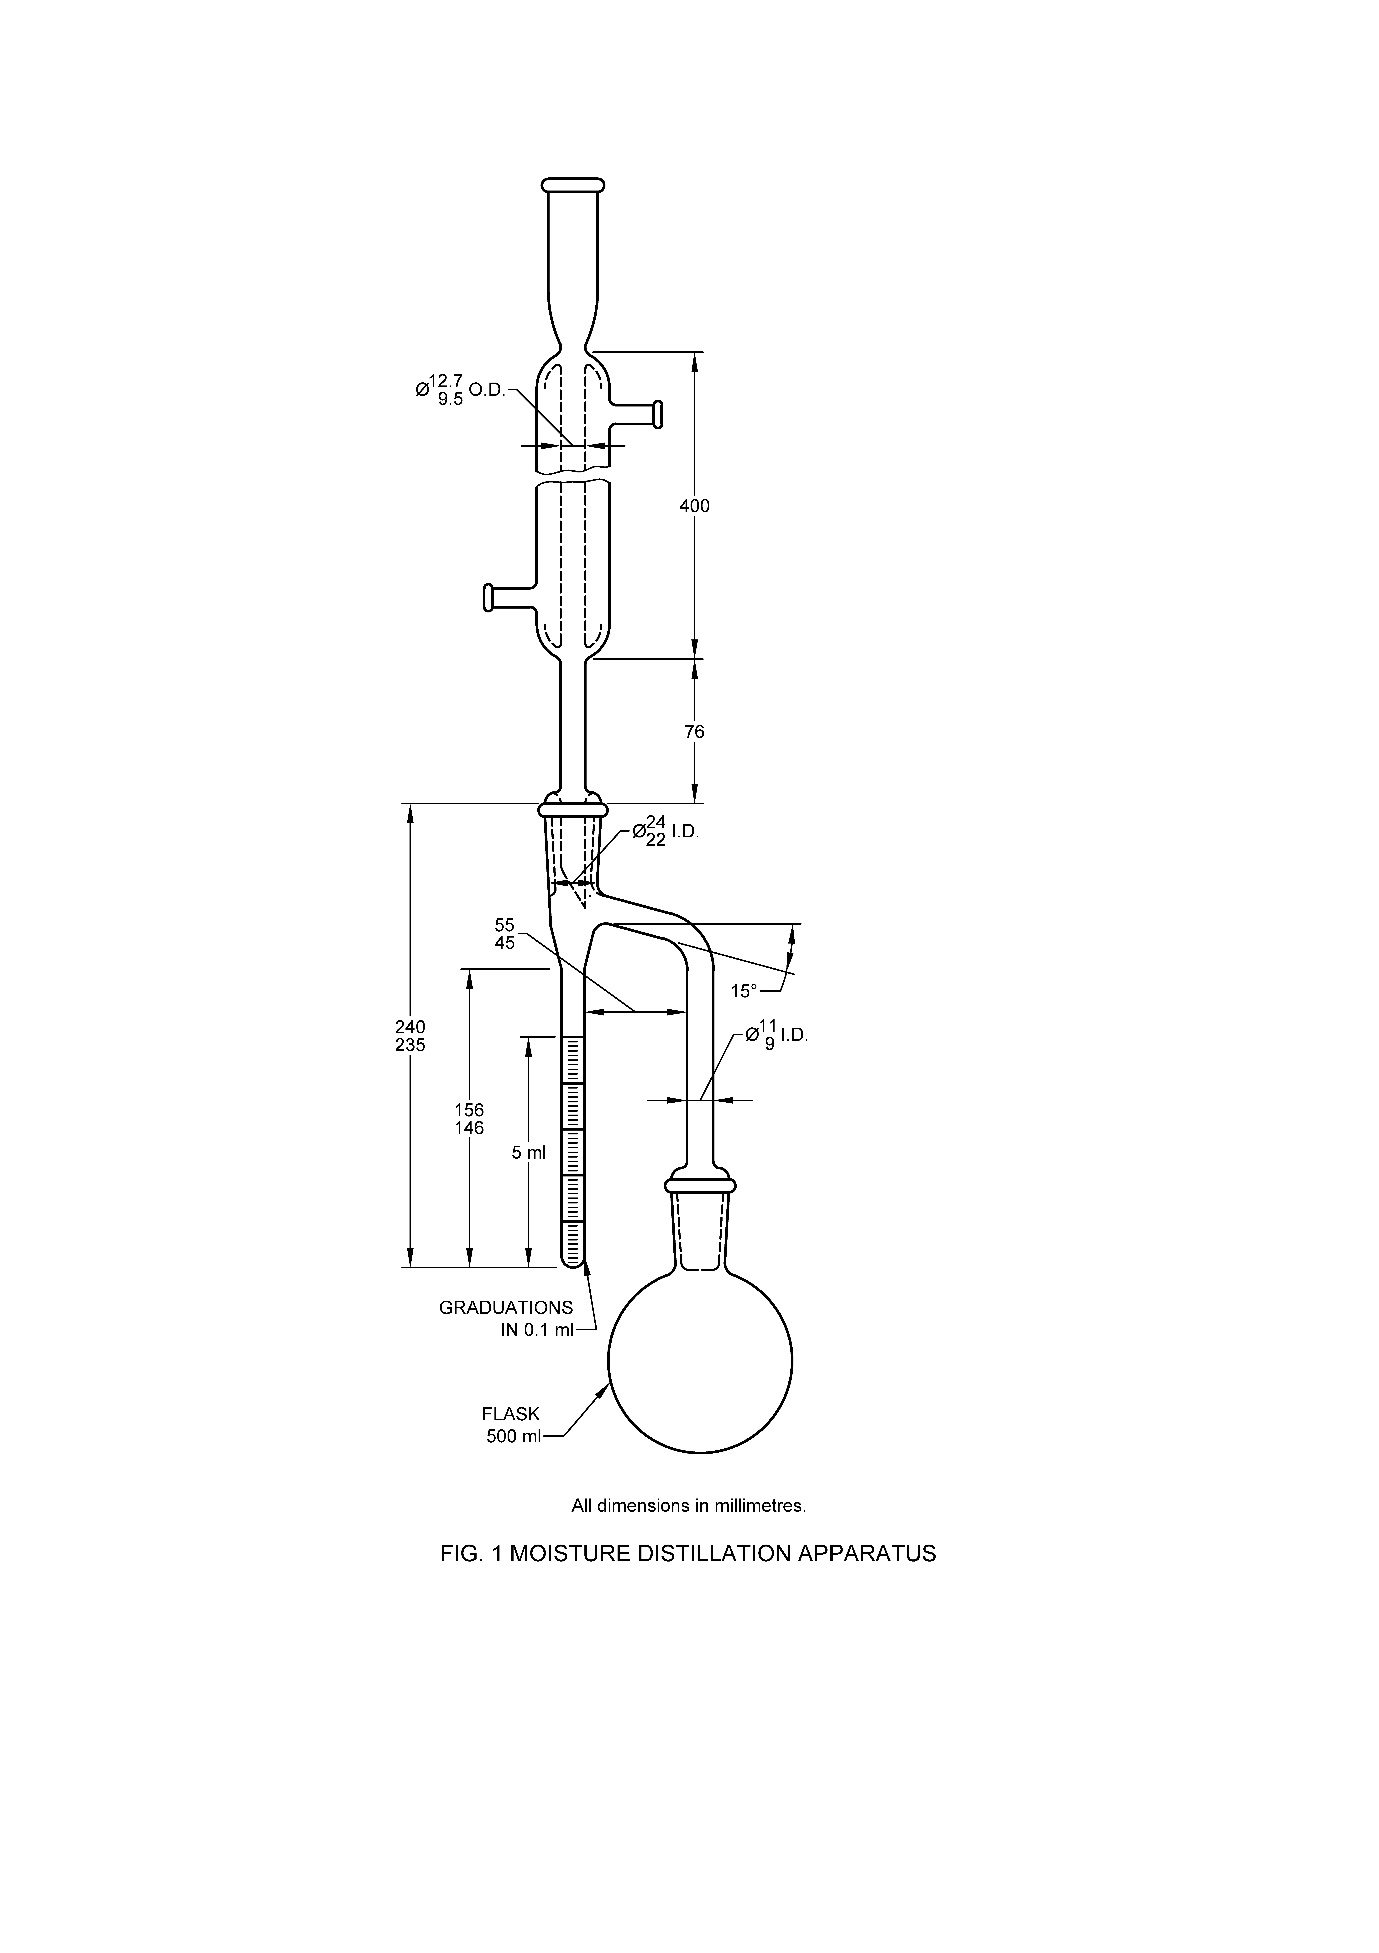 Ø12.7 O.D.
9.5
400
76
Ø24 I.D.
22
55
45
15°
240
235
Ø11 I.D.
9
156
146
5 ml
GRADUATIONS
IN 0.1 ml
FLASK
500 ml
All dimensions in millimetres.
FIG. 1 MOISTURE DISTILLATION APPARATUS